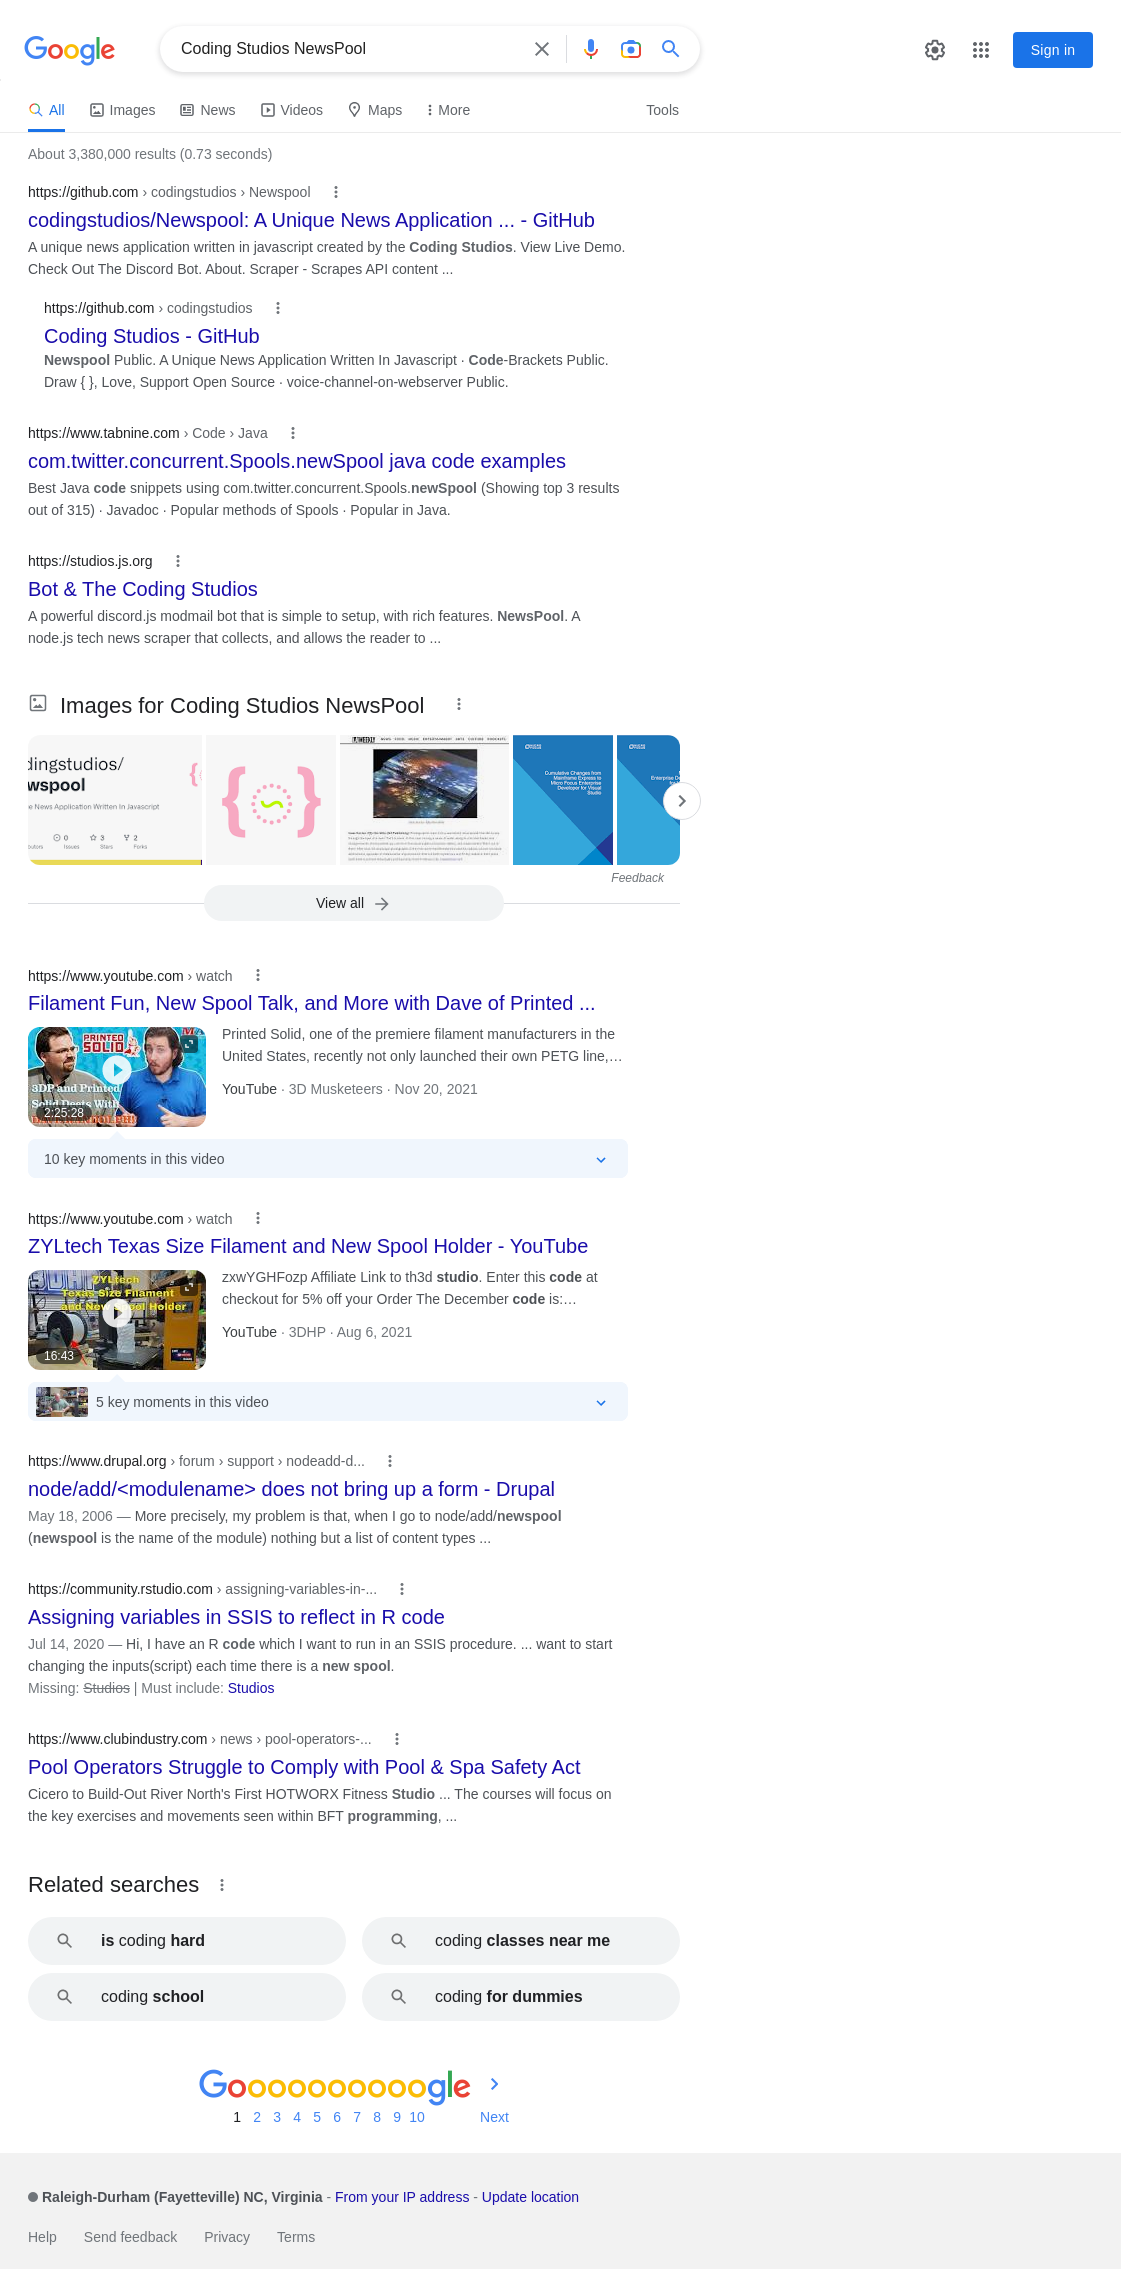 Google
Coding Studios NewsPool
Sign in
All
Images
News
Videos
Maps
More
Tools
About 3,380,000 results (0.73 seconds)
https://github.com › codingstudios › Newspool
codingstudios/Newspool: A Unique News Application ... - GitHub
A unique news application written in javascript created by the Coding Studios. View Live Demo.
Check Out The Discord Bot. About. Scraper - Scrapes API content ...
https://github.com › codingstudios
Coding Studios - GitHub
Newspool Public. A Unique News Application Written In Javascript · Code-Brackets Public.
Draw { }, Love, Support Open Source · voice-channel-on-webserver Public.
https://www.tabnine.com › Code › Java
com.twitter.concurrent.Spools.newSpool java code examples
Best Java code snippets using com.twitter.concurrent.Spools.newSpool (Showing top 3 results
out of 315) · Javadoc · Popular methods of Spools · Popular in Java.
https://studios.js.org
Bot & The Coding Studios
A powerful discord.js modmail bot that is simple to setup, with rich features. NewsPool. A
node.js tech news scraper that collects, and allows the reader to ...
Images for Coding Studios NewsPool
dingstudios/
wspool
e News Application Written In Javascript
0
3
2
Issues
Stars
Forks
Cumulative Changes from
Mainframe Express to
Micro Focus Enterprise
Developer for Visual
Studio
Feedback
View all
https://www.youtube.com › watch
Filament Fun, New Spool Talk, and More with Dave of Printed ...
PRINTED
SOLID
3DP and Printed
Solid Deets With
2:25:28
Printed Solid, one of the premiere filament manufacturers in the
United States, recently not only launched their own PETG line,…
YouTube · 3D Musketeers · Nov 20, 2021
10 key moments in this video
https://www.youtube.com › watch
ZYLtech Texas Size Filament and New Spool Holder - YouTube
ZYLtech
Texas Size Filament
and New Spool Holder
16:43
zxwYGHFozp Affiliate Link to th3d studio. Enter this code at
checkout for 5% off your Order The December code is:…
YouTube · 3DHP · Aug 6, 2021
5 key moments in this video
https://www.drupal.org › forum › support › nodeadd-d...
node/add/<modulename> does not bring up a form - Drupal
May 18, 2006 — More precisely, my problem is that, when I go to node/add/newspool
(newspool is the name of the module) nothing but a list of content types ...
https://community.rstudio.com › assigning-variables-in-...
Assigning variables in SSIS to reflect in R code
Jul 14, 2020 — Hi, I have an R code which I want to run in an SSIS procedure. ... want to start
changing the inputs(script) each time there is a new spool.
Missing: Studios | Must include: Studios
https://www.clubindustry.com › news › pool-operators-...
Pool Operators Struggle to Comply with Pool & Spa Safety Act
Cicero to Build-Out River North's First HOTWORX Fitness Studio ... The courses will focus on
the key exercises and movements seen within BFT programming, ...
Related searches
is coding hard
coding classes near me
coding school
coding for dummies
Goooooooooogle
1 2 3 4 5 6 7 8 9 10 Next
Raleigh-Durham (Fayetteville) NC, Virginia - From your IP address - Update location
Help
Send feedback
Privacy
Terms